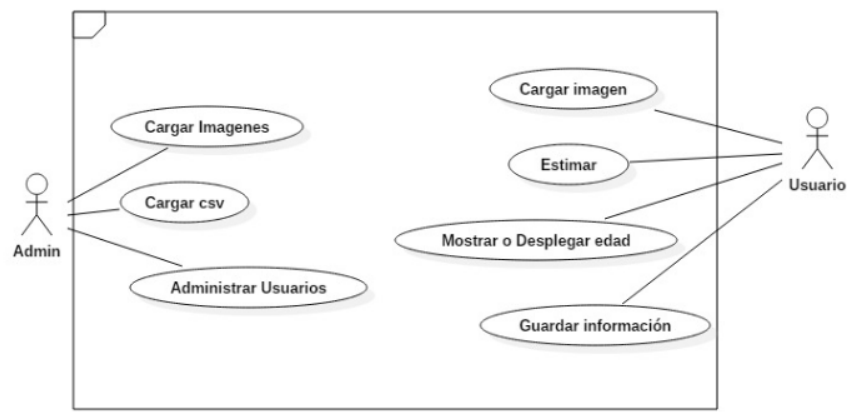 Cargar imagen
Cargar Imagenes
Estimar
Usuario
Cargar csv
Admin
Mostrar o Desplegar edad
Administrar Usuarios
Guardar información